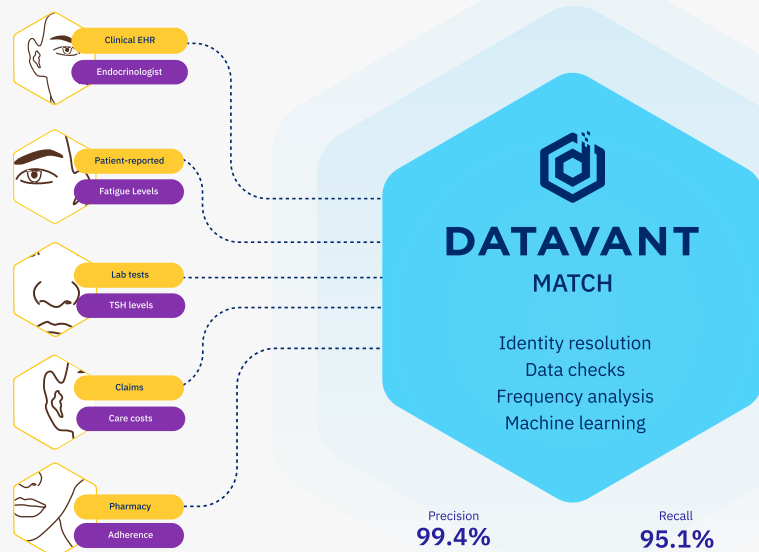 Clinical EHR
Endocrinologist
Patient-reported
Fatigue Levels
Lab tests
TSH levels
Claims
Care costs
Pharmacy
Adherence
DATAVANT
MATCH
Identity resolution
Data checks
Frequency analysis
Machine learning
Precision
99.4%
Recall
95.1%